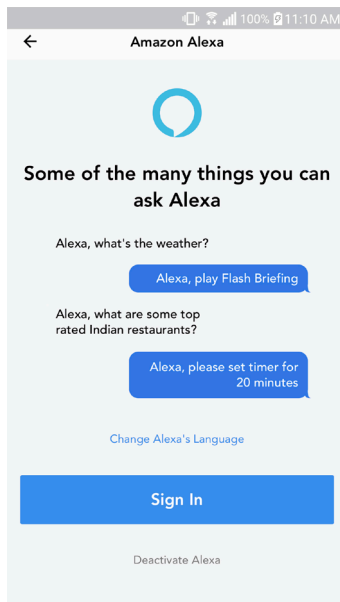 100% 11:10 AM
Amazon Alexa
Some of the many things you can
ask Alexa
Alexa, what's the weather?
Alexa, play Flash Briefing
Alexa, what are some top
rated Indian restaurants?
Alexa, please set timer for
20 minutes
Change Alexa's Language
Sign In
Deactivate Alexa